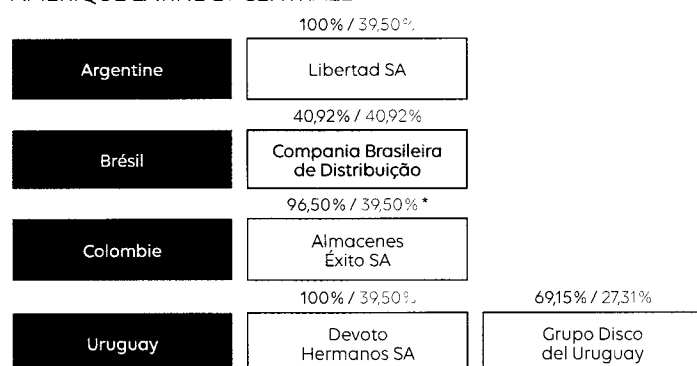 100% / 39,50%
Argentine
Libertad SA
40,92% / 40,92%
Brésil
Compania Brasileira
de Distribuição
96,50% / 39,50% *
Colombie
Almacenes
Éxito SA
100% / 39,50%
69,15% / 27,31%
Uruguay
Devoto
Hermanos SA
Grupo Disco
del Uruguay